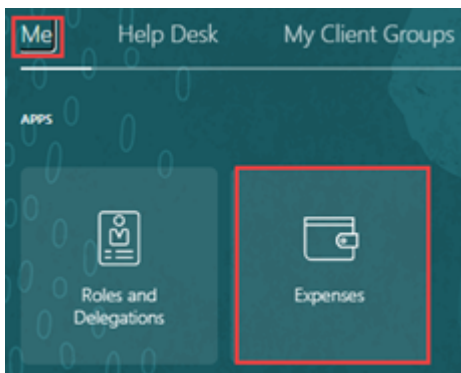 Me Help Desk My Client Groups
APPS
Roles and Expenses
Delegations